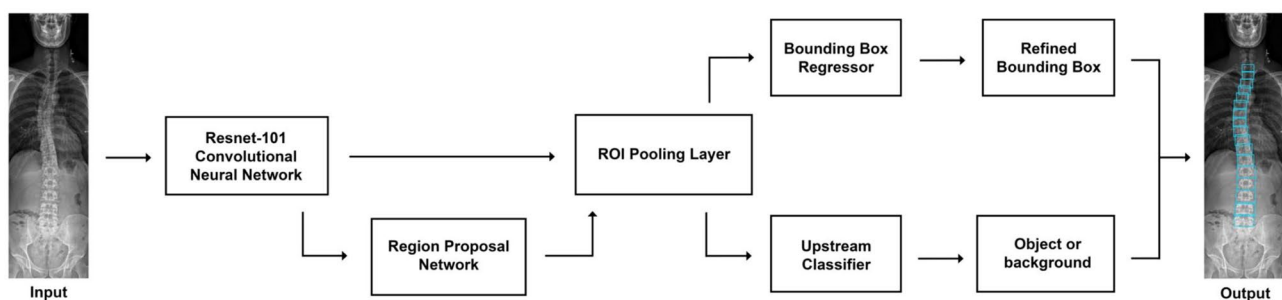 Input
Resnet-101
Convolutional
Neural Network
Region Proposal
Network
ROI Pooling Layer
Bounding Box
Regressor
Refined
Bounding Box
Upstream
Classifier
Object or
background
Output